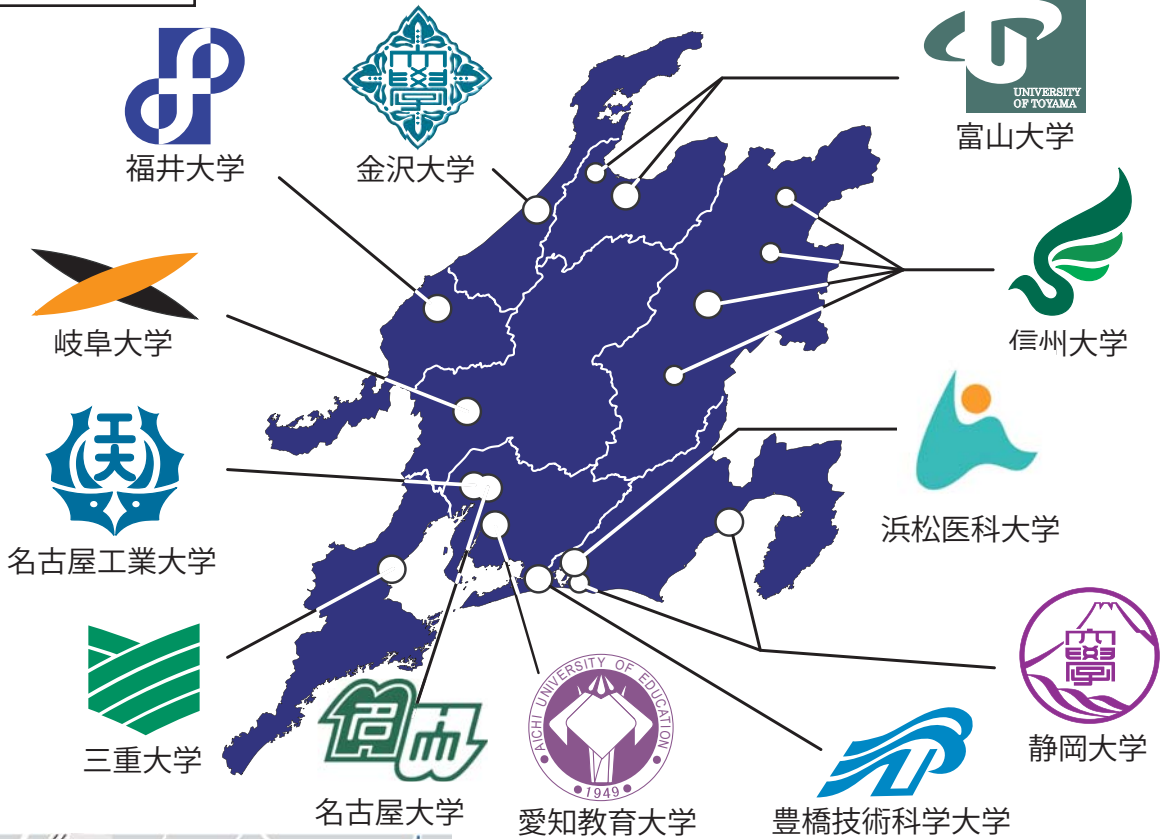 UNIVERSITY
OF TOYAMA
富山大学
福井大学
金沢大学
岐阜大学
信州大学
名古屋工業大学
浜松医科大学
三重大学
名古屋大学
AICHI UNIVERSITY OF EDUCATION
1949
愛知教育大学
豊橋技術科学大学
大學
静岡大学